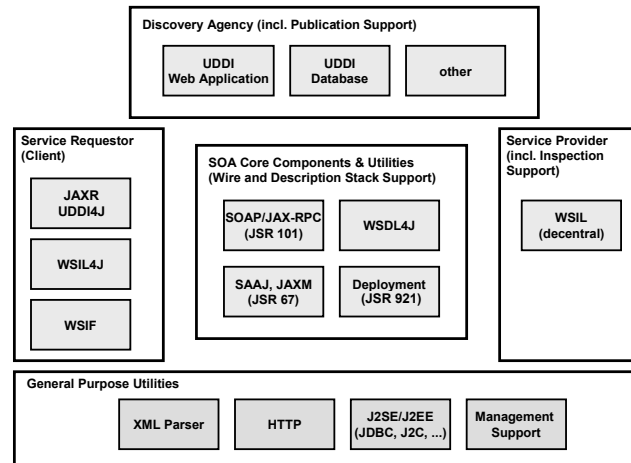 Discovery Agency (incl. Publication Support)
UDDI
Web Application
UDDI
Database
other
Service Requestor
(Client)
JAXR
UDDI4J
WSIL4J
WSIF
SOA Core Components & Utilities
(Wire and Description Stack Support)
SOAP/JAX-RPC
(JSR 101)
WSDL4J
SAAJ, JAXM
(JSR 67)
Deployment
(JSR 921)
Service Provider
(incl. Inspection
Support)
WSIL
(decentral)
General Purpose Utilities
XML Parser
HTTP
J2SE/J2EE
(JDBC, J2C, ...)
Management
Support